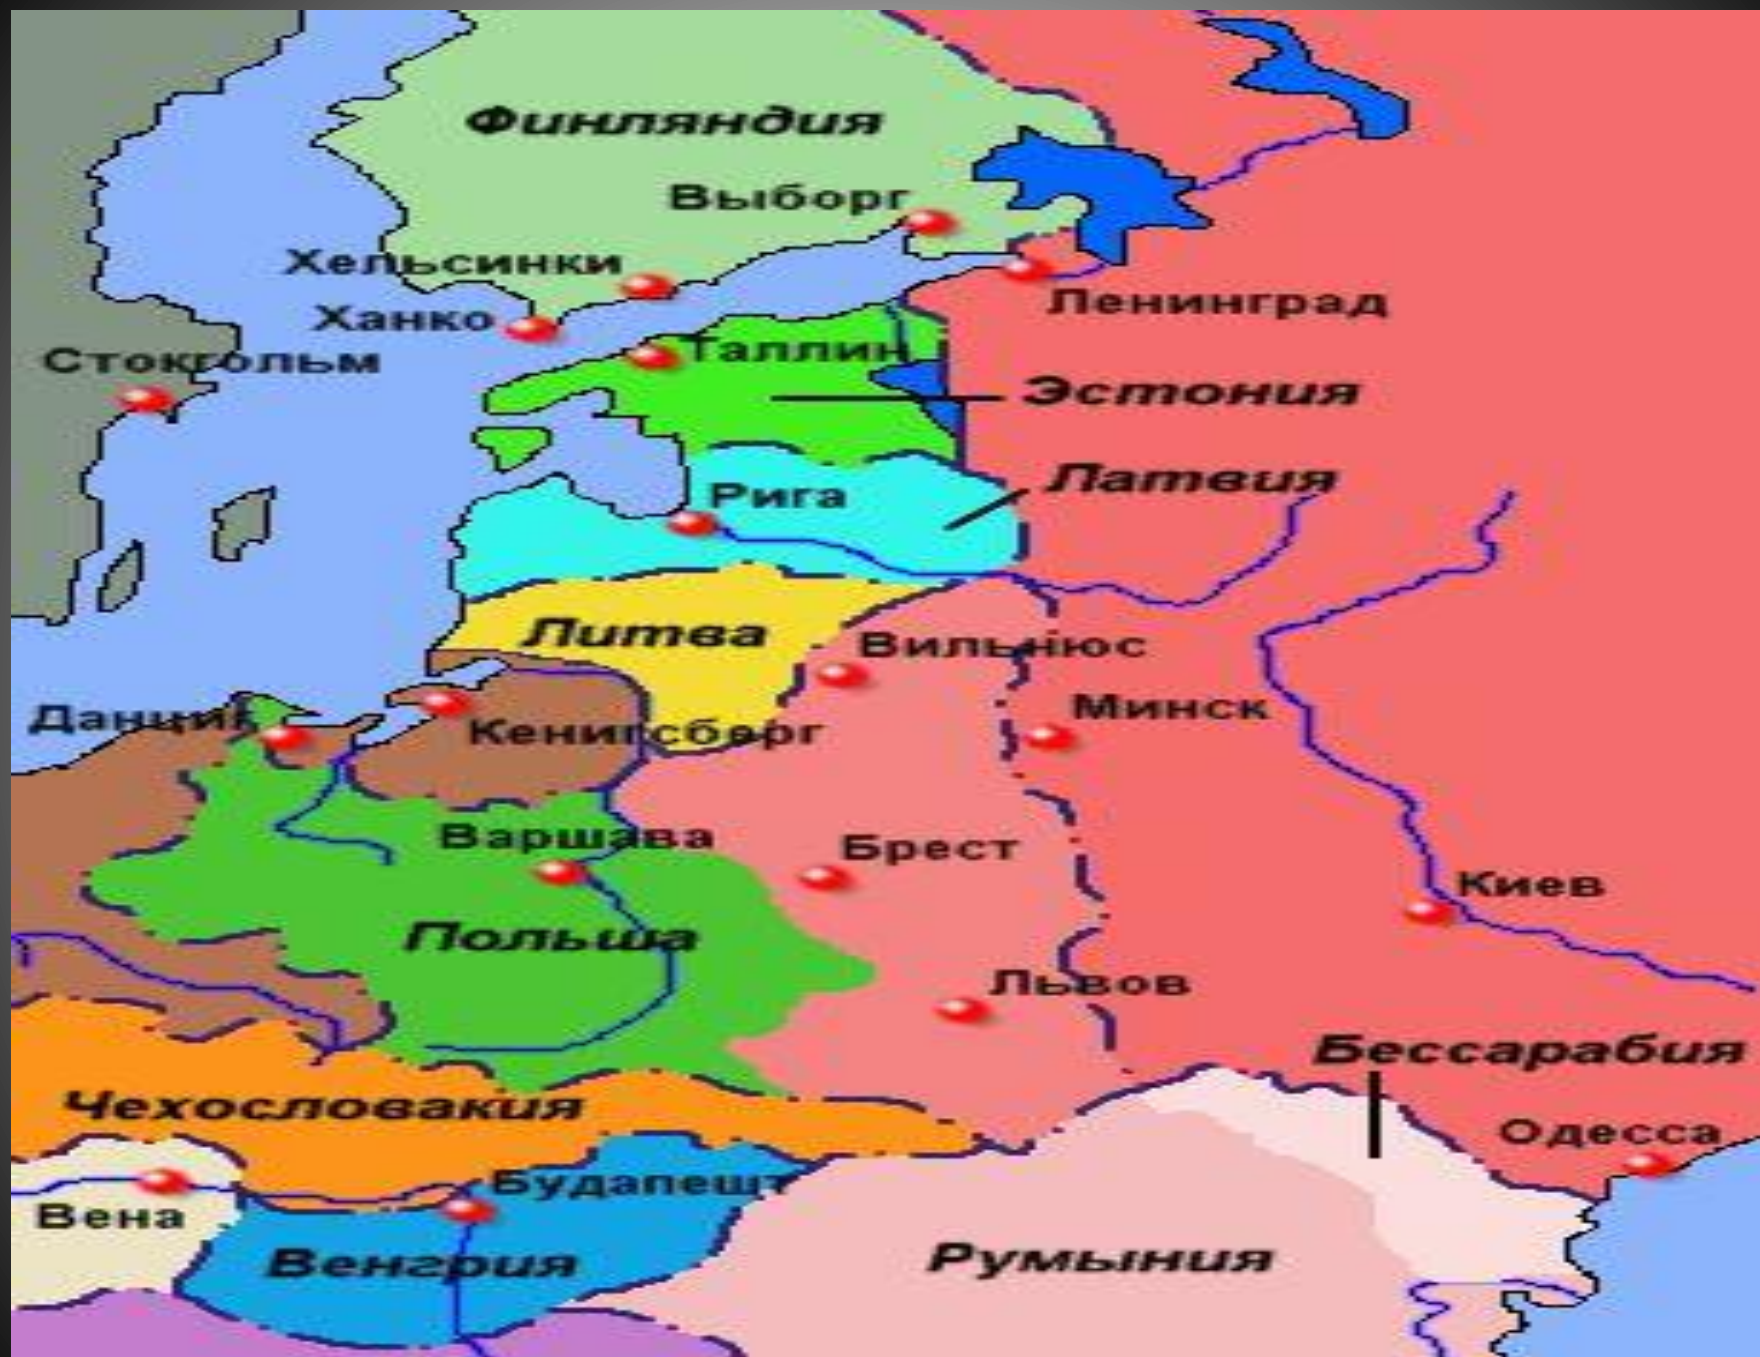 Финляндия
Выборг
Хельсинки
Ханко
Ленинград
Стокгольм
Таллин
Эстония
Латвия
Рига
Литва
Вильнюс
Данциг
Кенигсберг
Минск
Варшава
Брест
Киев
Польша
Львов
Бессарабия
Чехословакия
Одесса
Будапешт
Вена
Венгрия
Румыния